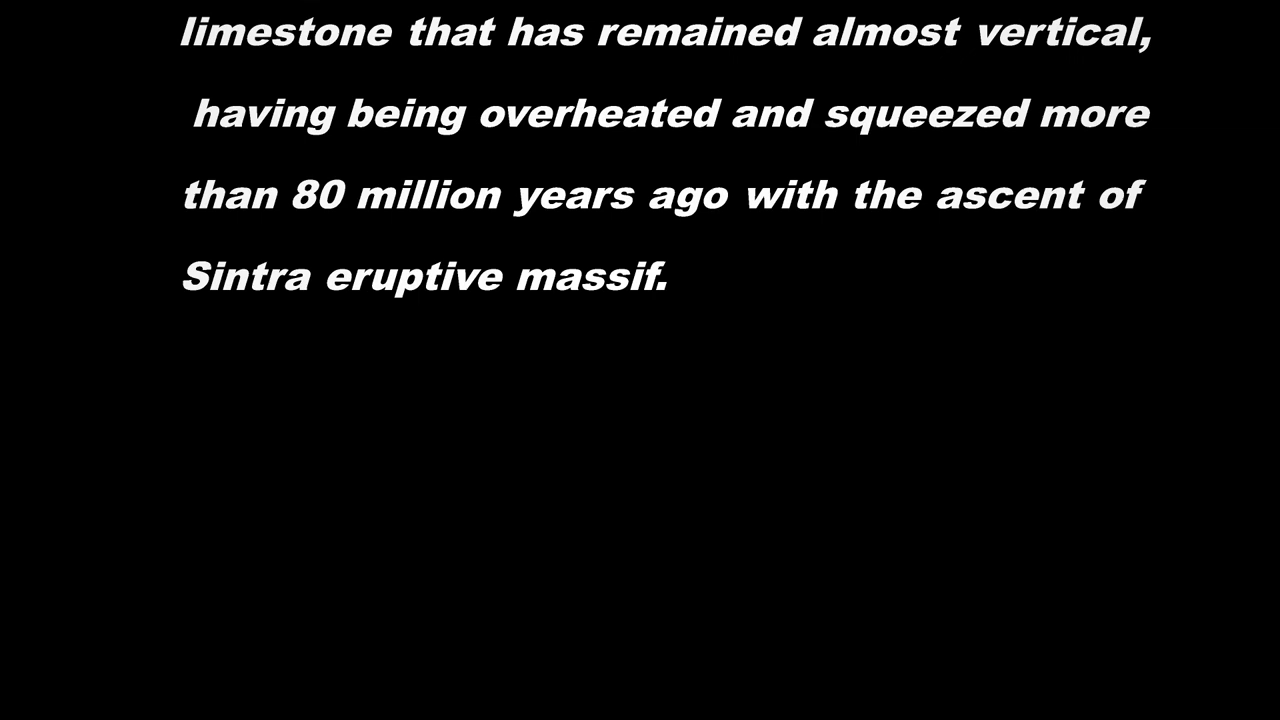 limestone that has remained almost vertical,
having being overheated and squeezed more
than 80 million years ago with the ascent of
Sintra eruptive massif.